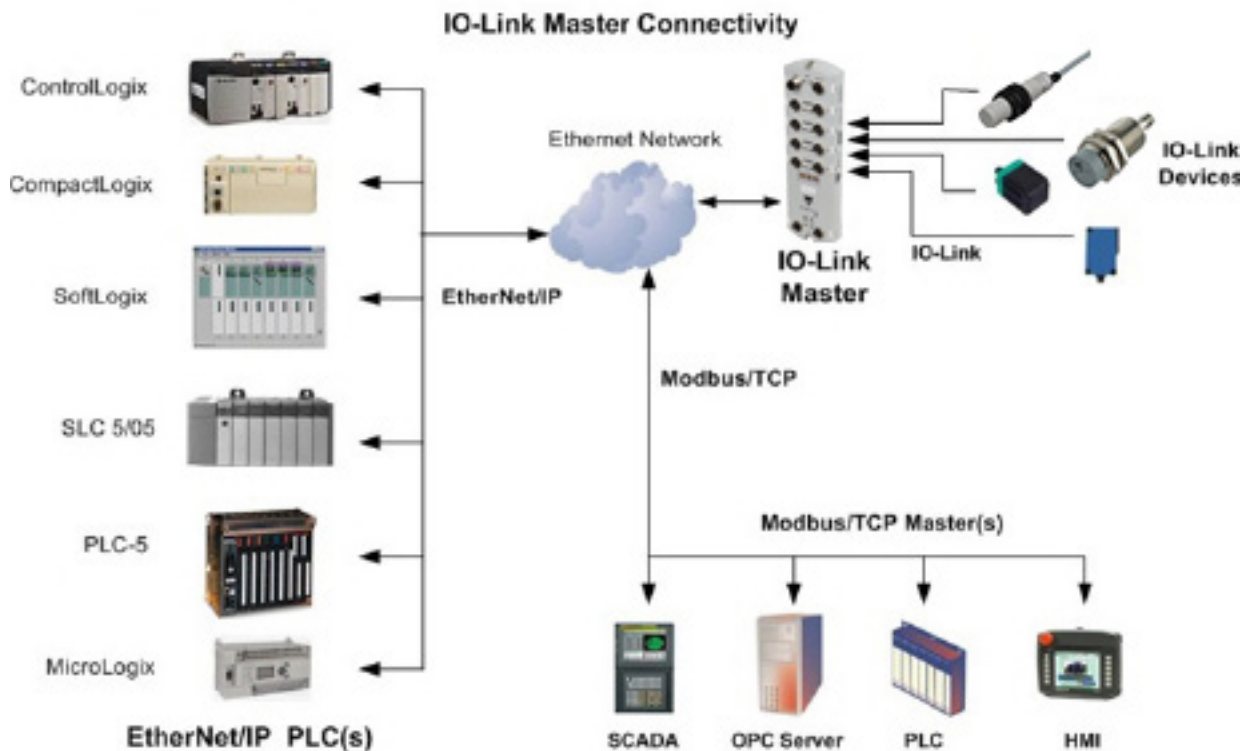 IO-Link Master Connectivity
ControlLogix
CompactLogix
SoftLogix
SLC 5/05
PLC-5
MicroLogix
EtherNet/IP PLC(s)
EtherNet/IP
Ethernet Network
IO-Link
Master
IO-Link
IO-Link
Devices
Modbus/TCP
Modbus/TCP Master(s)
SCADA
OPC Server
PLC
HMI